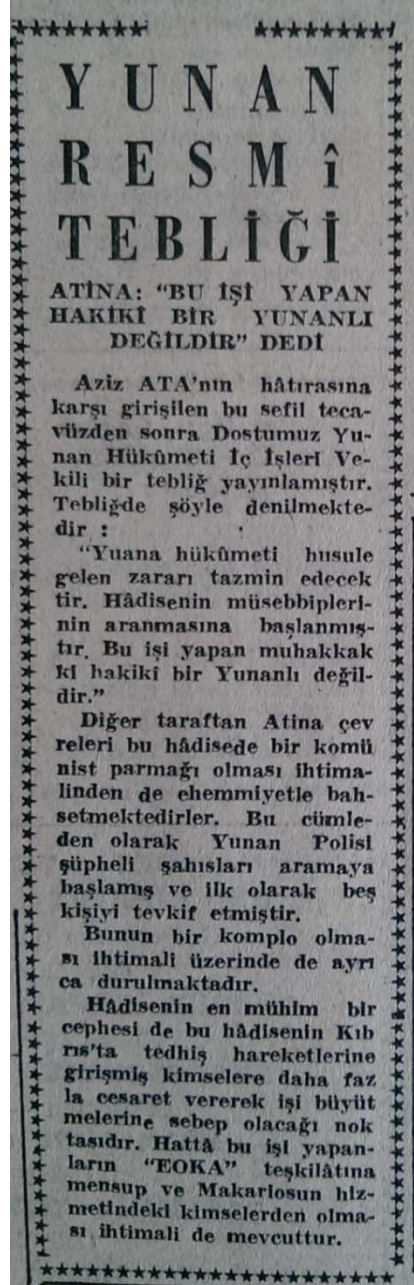 YUNAN
RESMÎ
TEBLİĞİ
ATİNA: “BU İŞİ YAPAN
HAKİKİ BİR YUNANLI
DEĞİLDİR” DEDİ
Aziz ATA'nın hâtırasına
karşı girişilen bu sefil teca-
vüzden sonra Dostumuz Yu-
nan Hükûmeti İç İşleri Ve-
kili bir tebliğ yayınlamıştır.
Tebliğde şöyle denilmekte-
dir :
“Yuana hükûmeti husule
gelen zararı tazmin edecek
tir. Hâdisenin müsebbipleri-
nin aranmasına başlanmış-
tır. Bu işi yapan muhakkak
ki hakikî bir Yunanlı değil-
dir.”
Diğer taraftan Atina çev
releri bu hâdisede bir komü
nist parmağı olması ihtima-
linden de ehemmiyetle bah-
setmektedirler. Bu cümle-
den olarak Yunan Polisi
şüpheli şahısları aramaya
başlamış ve ilk olarak beş
kişiyi tevkif etmiştir.
Bunun bir komplo olma-
sı ihtimali üzerinde de ayrı
ca durulmaktadır.
Hâdisenin en mühim bir
cephesi de bu hâdisenin Kıb
rıs'ta tedhiş hareketlerine
girişmiş kimselere daha faz
la cesaret vererek işi büyüt
melerine sebep olacağı nok
tasıdır. Hattâ bu işi yapan-
ların “EOKA” teşkilâtına
mensup ve Makariosun hiz-
metindeki kimselerden olma-
sı ihtimali de mevcuttur.